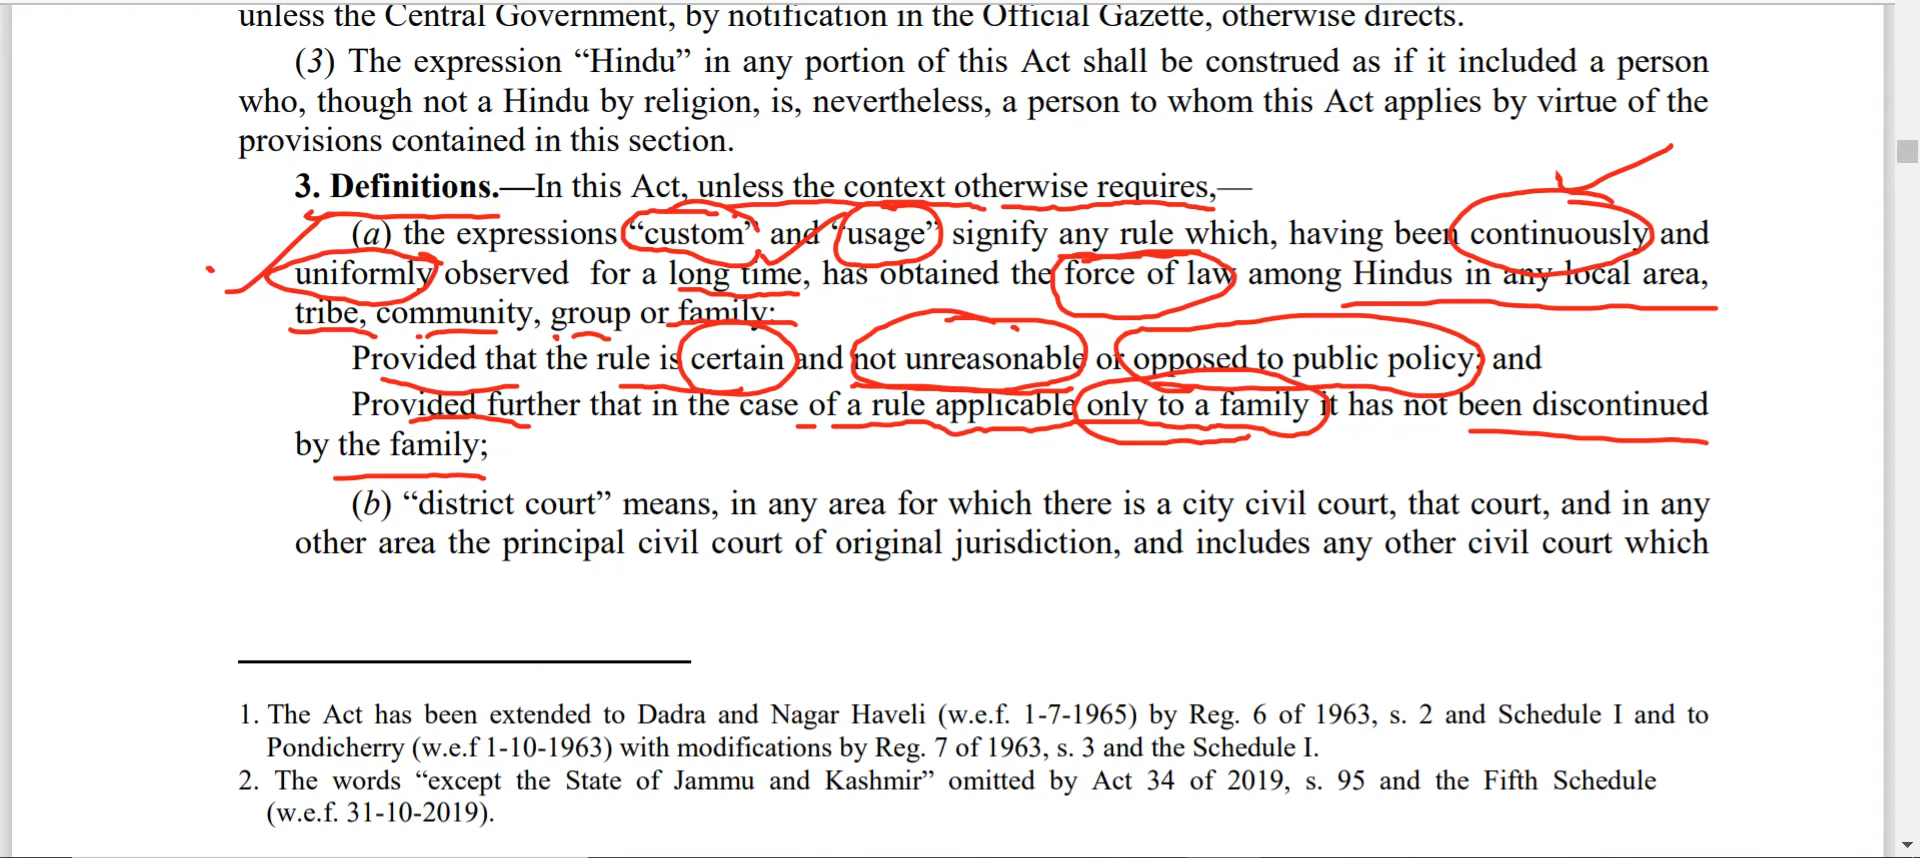 unless the Central Government, by notification in the Official Gazette, otherwise directs.
(3) The expression “Hindu” in any portion of this Act shall be construed as if it included a person
who, though not a Hindu by religion, is, nevertheless, a person to whom this Act applies by virtue of the
provisions contained in this section.
3. Definitions.—In this Act, unless the context otherwise requires,—
(a) the expressions “custom” and “usage” signify any rule which, having been continuously and
uniformly observed for a long time, has obtained the force of law among Hindus in any local area,
tribe, community, group or family:
Provided that the rule is certain and not unreasonable or opposed to public policy; and
Provided further that in the case of a rule applicable only to a family it has not been discontinued
by the family;
(b) “district court” means, in any area for which there is a city civil court, that court, and in any
other area the principal civil court of original jurisdiction, and includes any other civil court which
1. The Act has been extended to Dadra and Nagar Haveli (w.e.f. 1-7-1965) by Reg. 6 of 1963, s. 2 and Schedule I and to
Pondicherry (w.e.f 1-10-1963) with modifications by Reg. 7 of 1963, s. 3 and the Schedule I.
2. The words “except the State of Jammu and Kashmir” omitted by Act 34 of 2019, s. 95 and the Fifth Schedule
(w.e.f. 31-10-2019).